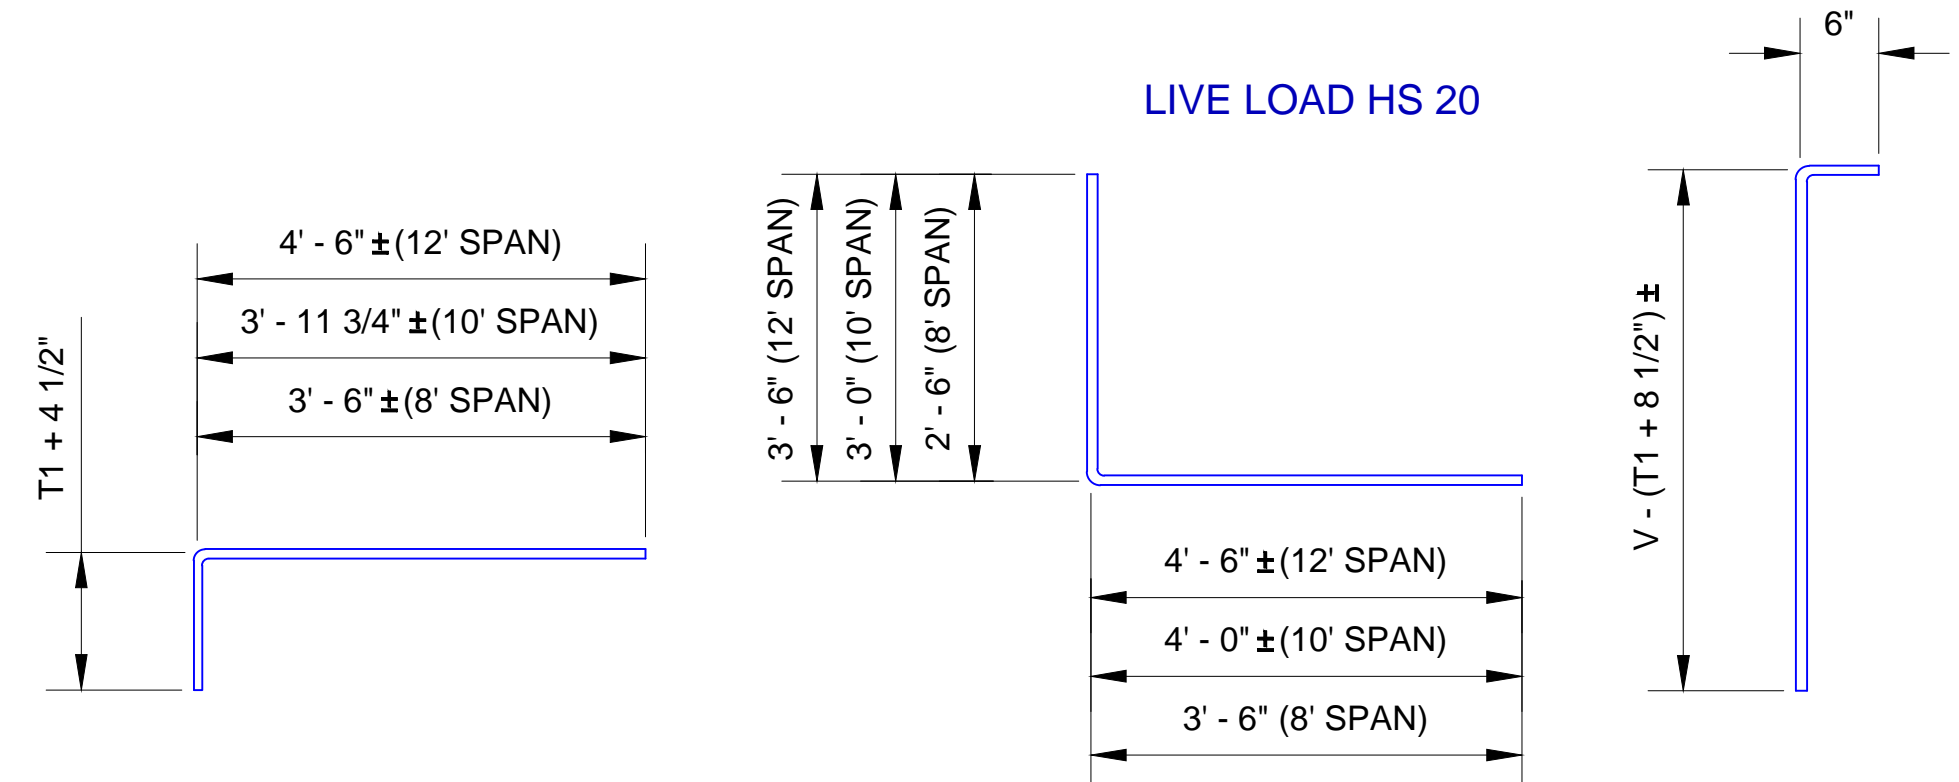 6"
LIVE LOAD HS 20
4' - 6" ± (12' SPAN)
3' - 11 3/4" ± (10' SPAN)
3' - 6" ± (8' SPAN)
T1 + 4 1/2"
3' - 6" (12' SPAN)
3' - 0" (10' SPAN)
2' - 6" (8' SPAN)
4' - 6" ± (12' SPAN)
4' - 0" ± (10' SPAN)
3' - 6" (8' SPAN)
V - (T1 + 8 1/2") ±